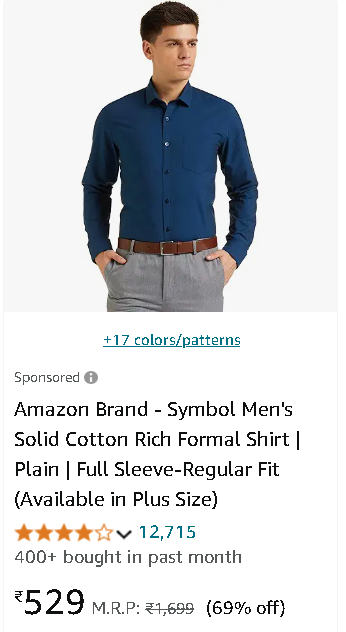 +17 colors/patterns
Sponsored
Amazon Brand - Symbol Men's
Solid Cotton Rich Formal Shirt |
Plain | Full Sleeve-Regular Fit
(Available in Plus Size)
12,715
400+ bought in past month
₹529 M.R.P: ₹1,699 (69% off)